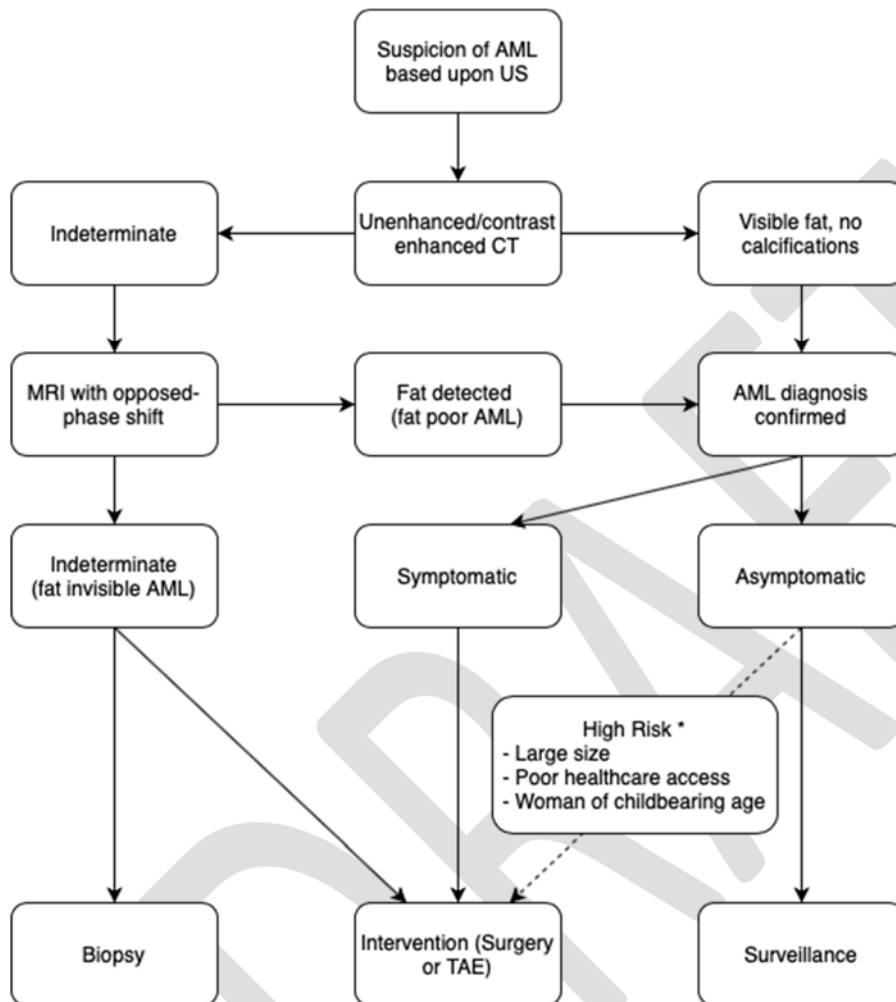 Suspicion of AML
based upon US
Indeterminate
Unenhanced/contrast
enhanced CT
Visible fat, no
calcifications
MRI with opposed-
phase shift
Fat detected
(fat poor AML)
AML diagnosis
confirmed
Indeterminate
(fat invisible AML)
Symptomatic
Asymptomatic
High Risk *
- Large size
- Poor healthcare access
- Woman of childbearing age
Biopsy
Intervention (Surgery
or TAE)
Surveillance
DRAFT